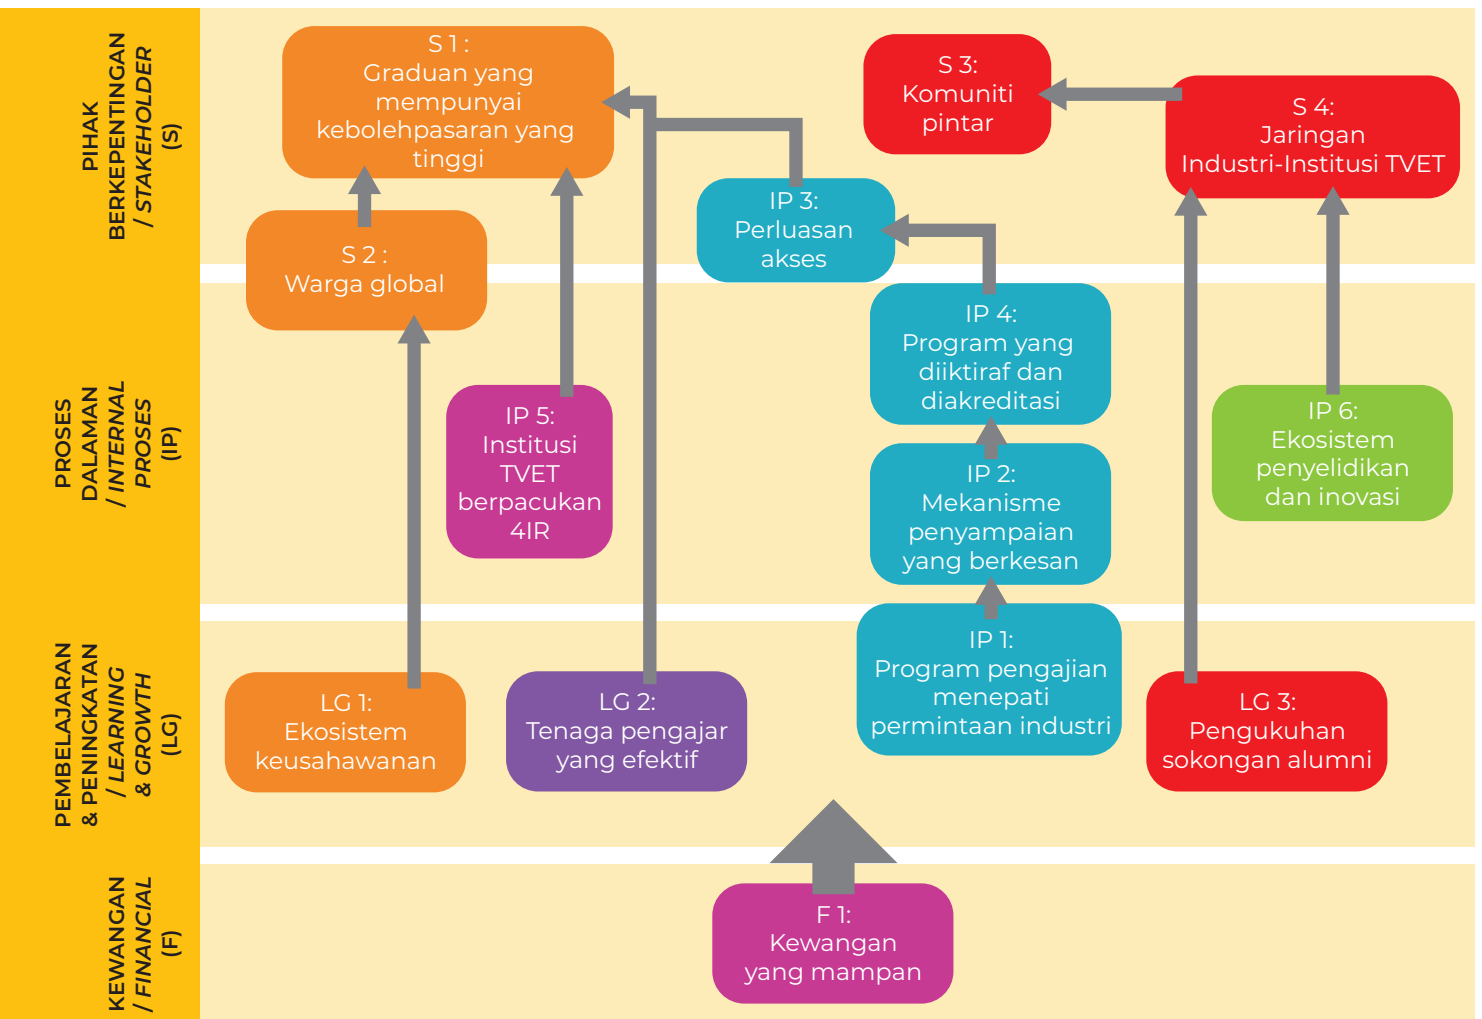 PIHAK
BERKEPENTINGAN
/ STAKEHOLDER
(S)
S 1 :
Graduan yang
mempunyai
kebolehpasaran yang
tinggi
S 3:
Komuniti
pintar
S 4:
Jaringan
Industri-Institusi TVET
IP 3:
Perluasan
akses
S 2 :
Warga global
PROSES
DALAMAN
/ INTERNAL
PROSES
(IP)
IP 4:
Program yang
diiktiraf dan
diakreditasi
IP 5:
Institusi
TVET
berpacukan
4IR
IP 6:
Ekosistem
penyelidikan
dan inovasi
IP 2:
Mekanisme
penyampaian
yang berkesan
PEMBELAJARAN
& PENINGKATAN
/ LEARNING
& GROWTH
(LG)
IP 1:
Program pengajian
menepati
permintaan industri
LG 1:
Ekosistem
keusahawanan
LG 2:
Tenaga pengajar
yang efektif
LG 3:
Pengukuhan
sokongan alumni
KEWANGAN
/ FINANCIAL
(F)
F 1:
Kewangan
yang mampan